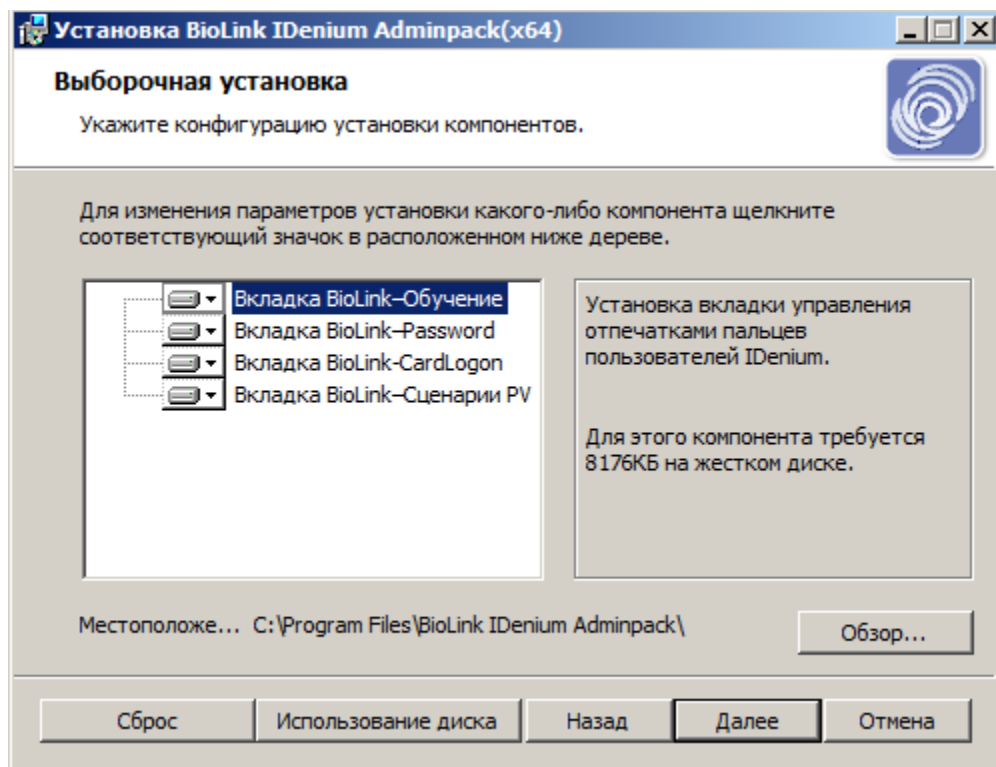 Установка BioLink IDenium Adminpack(x64)
Выборочная установка
Укажите конфигурацию установки компонентов.
Для изменения параметров установки какого-либо компонента щелкните
соответствующий значок в расположенном ниже дереве.
Вкладка BioLink–Обучение
Вкладка BioLink–Password
Вкладка BioLink-CardLogon
Вкладка BioLink–Сценарии PV
Установка вкладки управления
отпечатками пальцев
пользователей IDenium.
Для этого компонента требуется
8176КБ на жестком диске.
Местоположе... C:\Program Files\BioLink IDenium Adminpack\
Обзор...
Сброс
Использование диска
Назад
Далее
Отмена